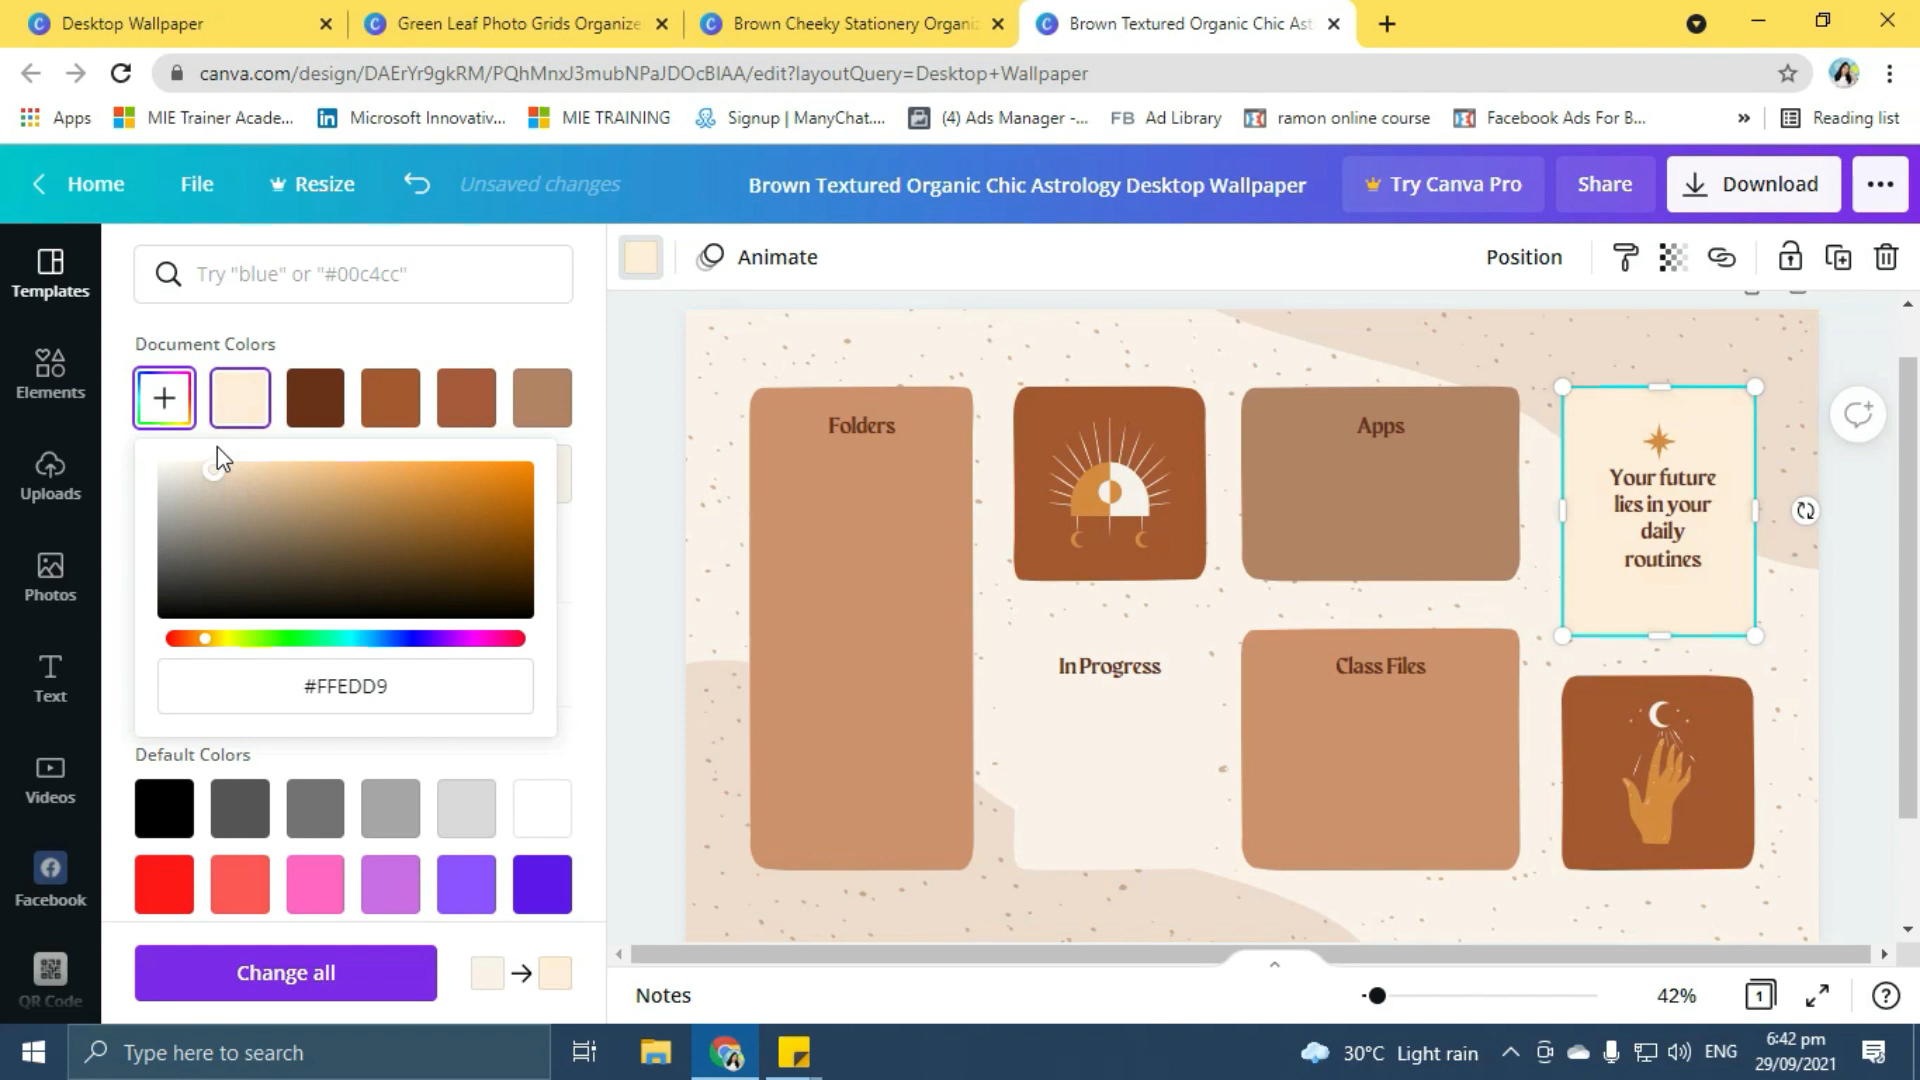 Desktop Wallpaper
Green Leaf Photo Grids Organize
Brown Cheeky Stationery Organi
Brown Textured Organic Chic Ast
canva.com/design/DAErYr9gkRM/PQhMnxJ3mubNPaJDOcBIAA/edit?layoutQuery=Desktop+Wallpaper
Apps
MIE Trainer Acade...
Microsoft Innovativ...
MIE TRAINING
Signup | ManyChat....
(4) Ads Manager -...
FB Ad Library
ramon online course
Facebook Ads For B...
»
Reading list
Home
File
Resize
Unsaved changes
Brown Textured Organic Chic Astrology Desktop Wallpaper
Try Canva Pro
Share
Download
Templates
Elements
Uploads
Photos
Text
Videos
Facebook
QR Code
Try "blue" or "#00c4cc"
Document Colors
#FFEDD9
Default Colors
Change all
Animate
Position
Folders
Apps
In Progress
Class Files
Your future
lies in your
daily
routines
Notes
42%
1
Type here to search
30°C Light rain
ENG
6:42 pm
29/09/2021